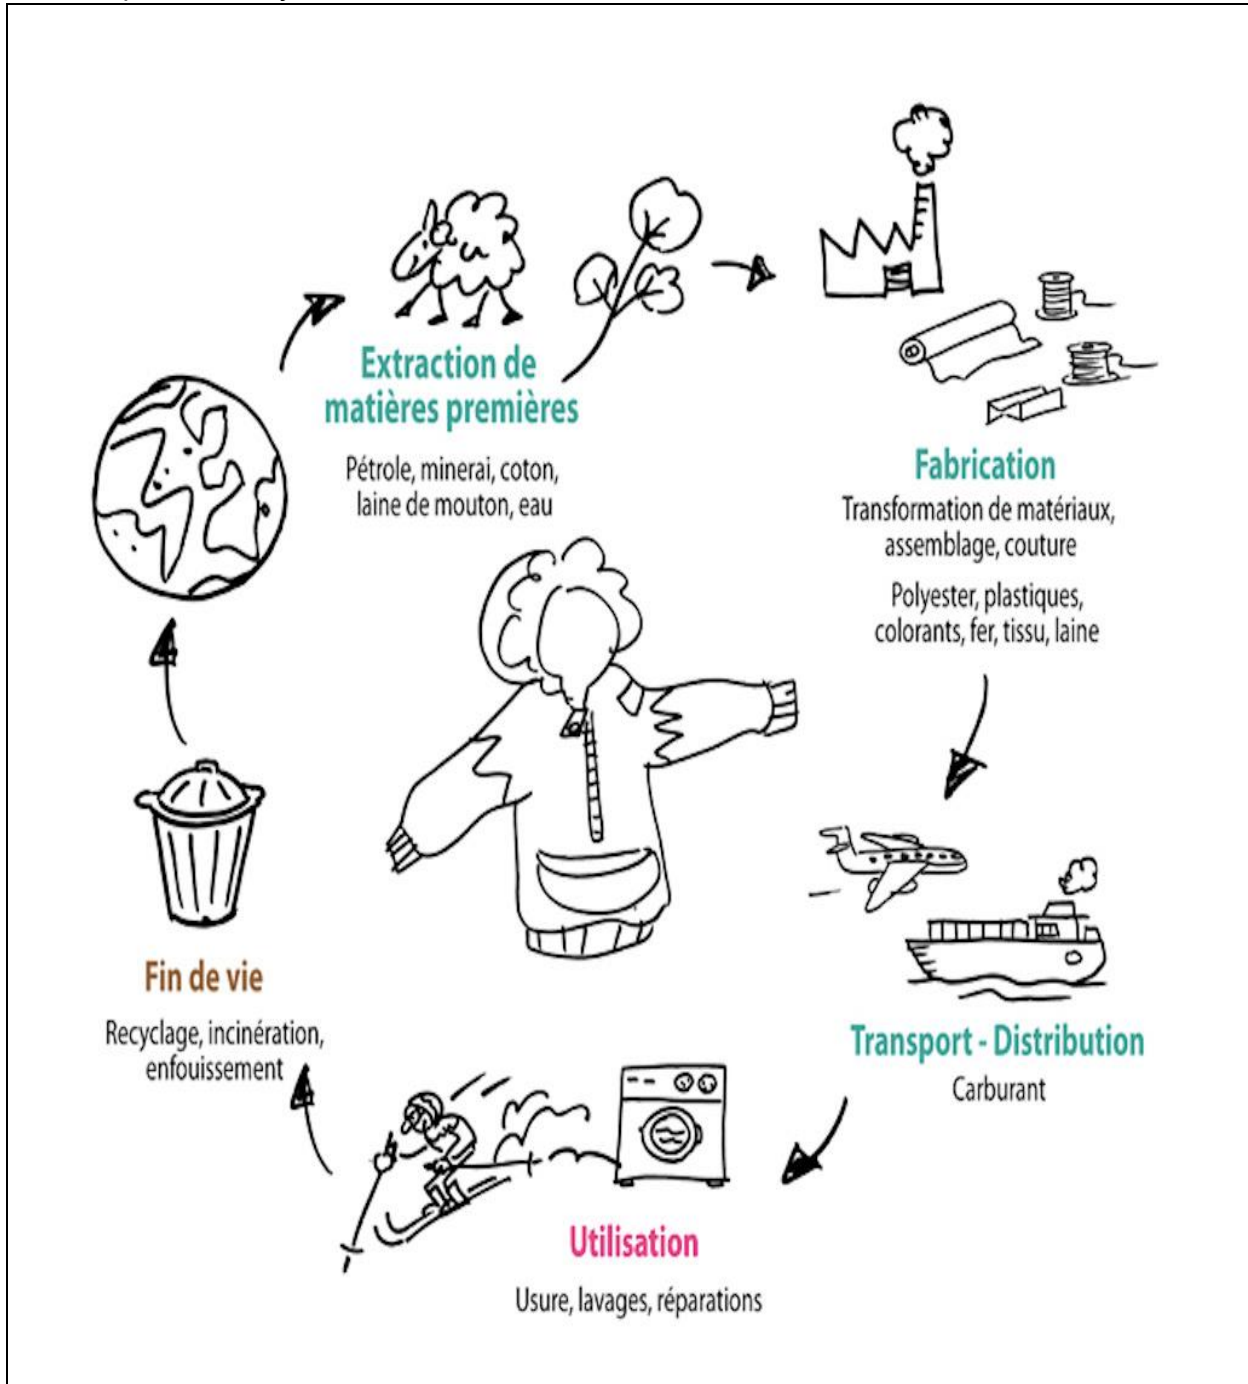 Extraction de
matières premières
Pétrole, minerai, coton,
laine de mouton, eau
Fabrication
Transformation de matériaux,
assemblage, couture
Polyester, plastiques,
colorants, fer, tissu, laine
Transport - Distribution
Carburant
Utilisation
Usure, lavages, réparations
Fin de vie
Recyclage, incinération,
enfouissement